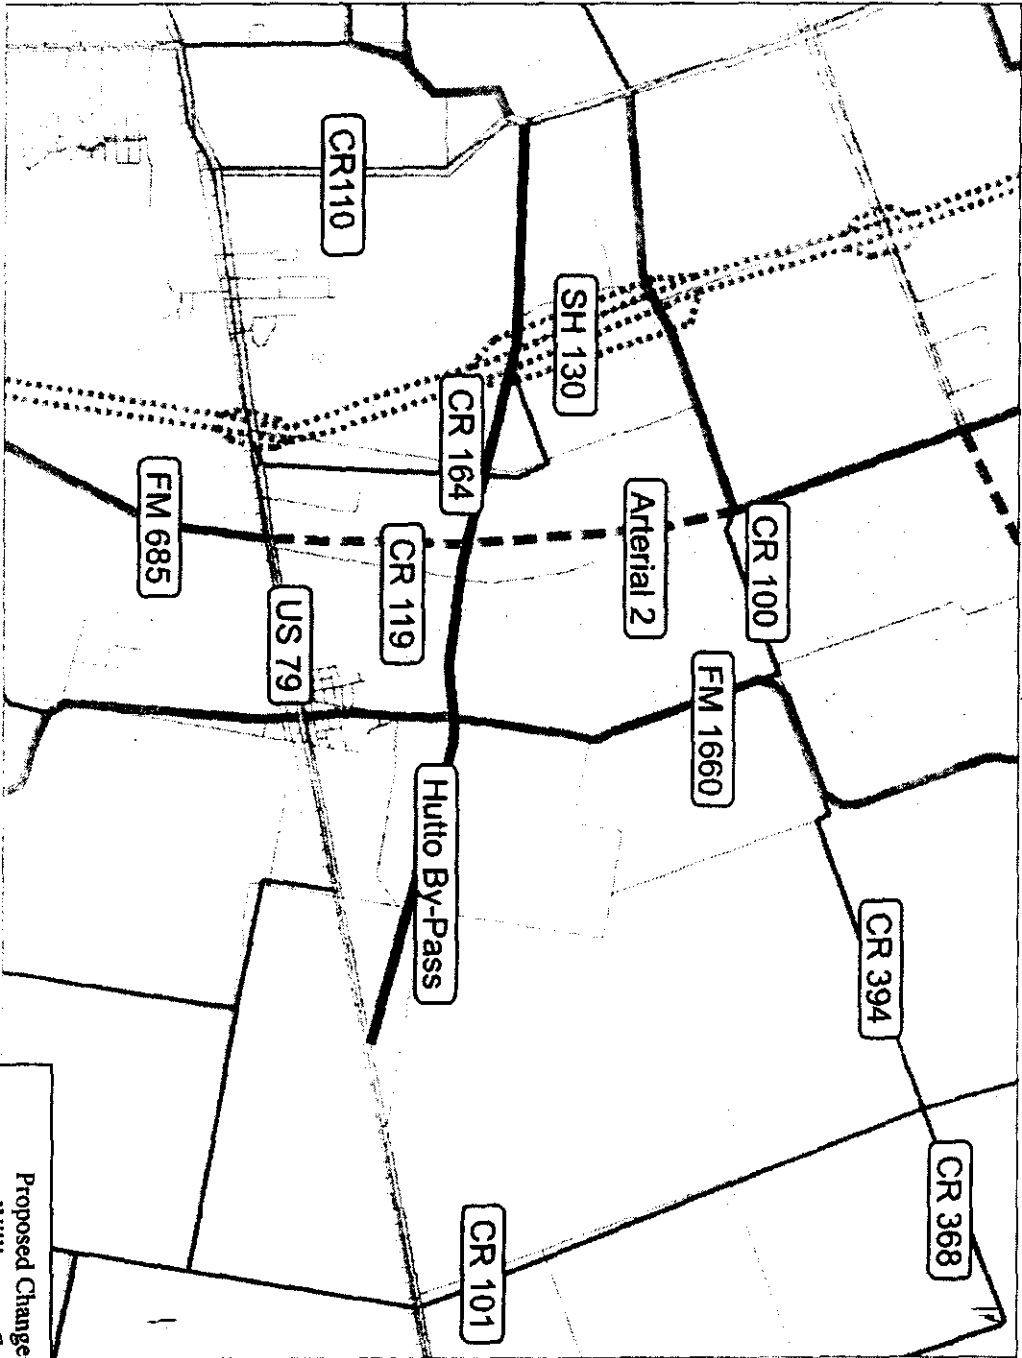 CR 368
CR 394
CR 100
FM 1660
Arterial 2
SH 130
CR 164
CR 101
Hutto By-Pass
CR 119
CR110
US 79
FM 685
Proposed Change